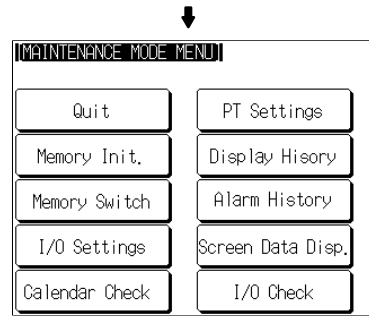 [MAINTENANCE MODE MENU]
Quit
PT Settings
Memory Init.
Display Hisory
Memory Switch
Alarm History
I/O Settings
Screen Data Disp.
Calendar Check
I/O Check